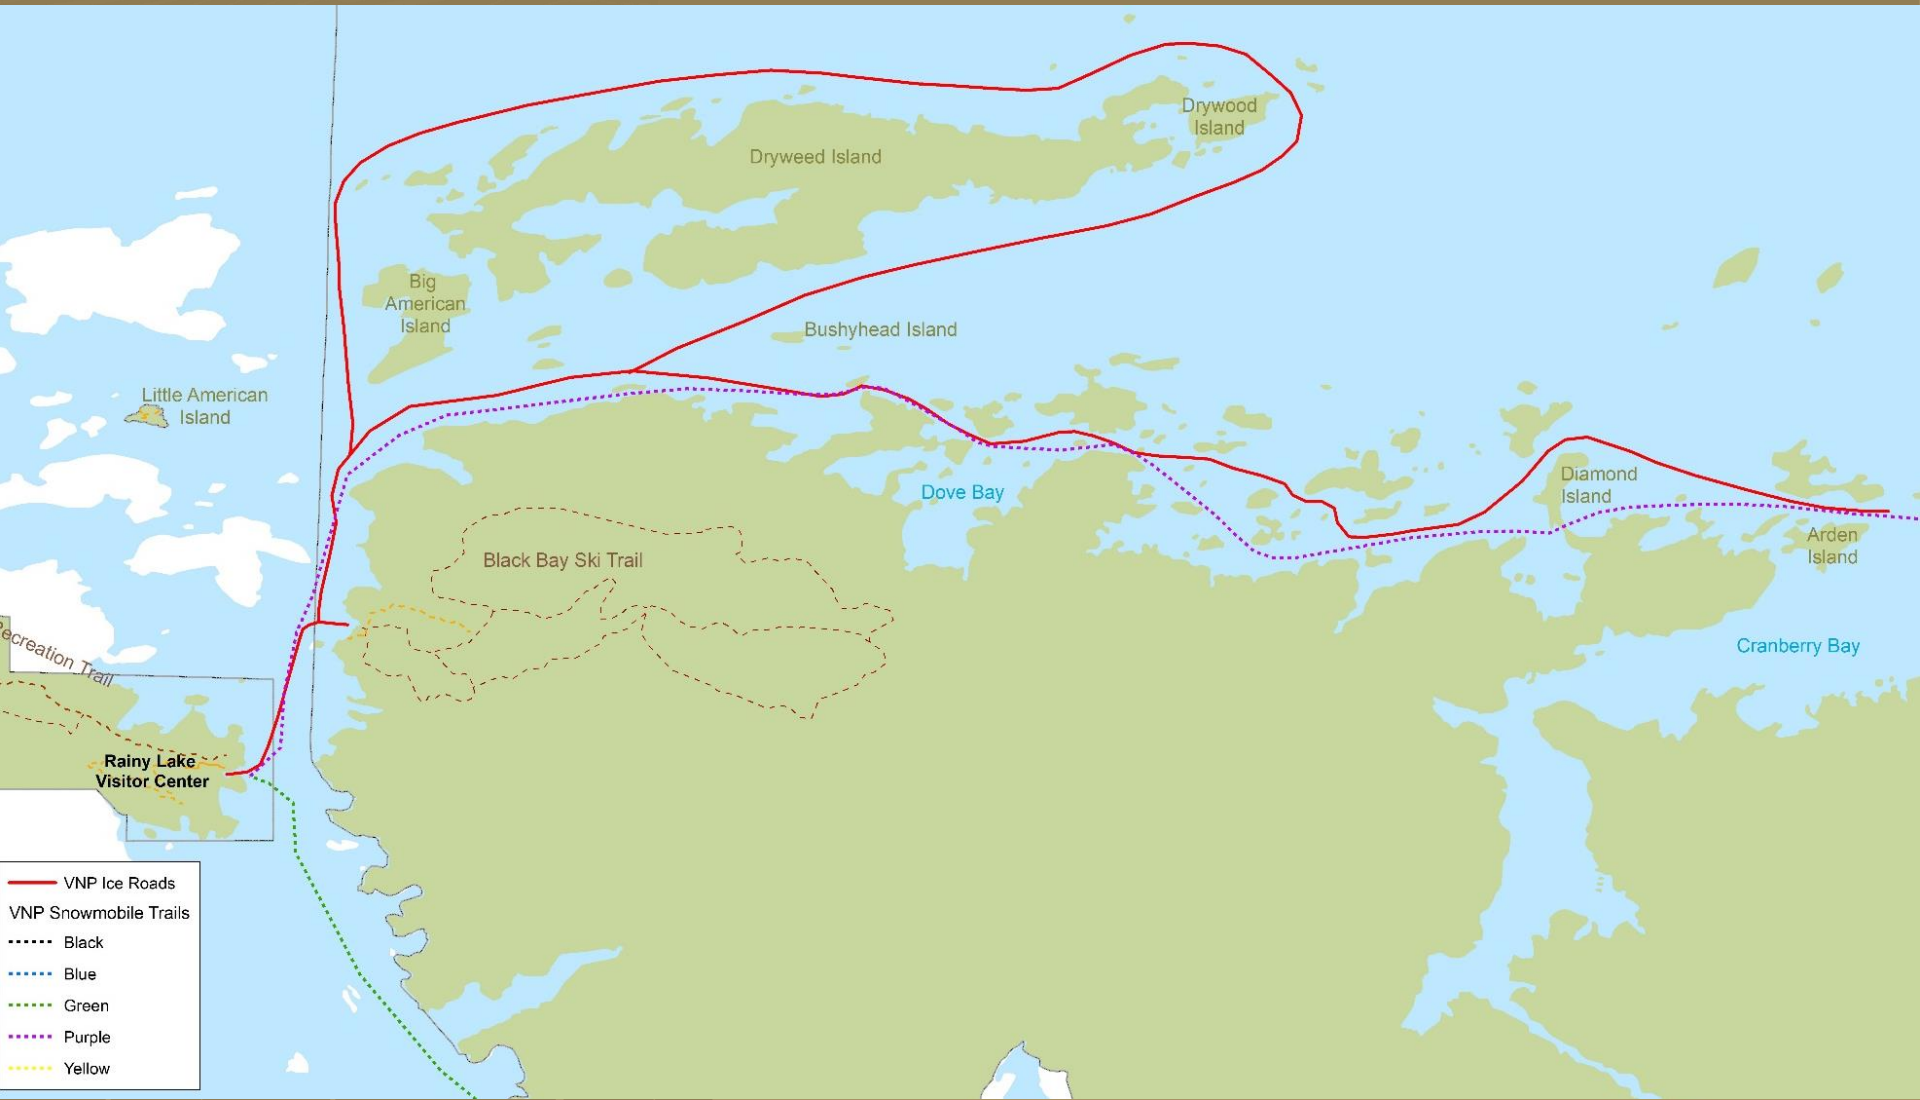 Drywood
Island
Dryweed Island
Big
American
Island
Bushyhead Island
Little American
Island
Diamond
Island
Dove Bay
Arden
Island
Black Bay Ski Trail
Recreation Trail
Cranberry Bay
Rainy Lake
Visitor Center
VNP Ice Roads
VNP Snowmobile Trails
Black
Blue
Green
Purple
Yellow